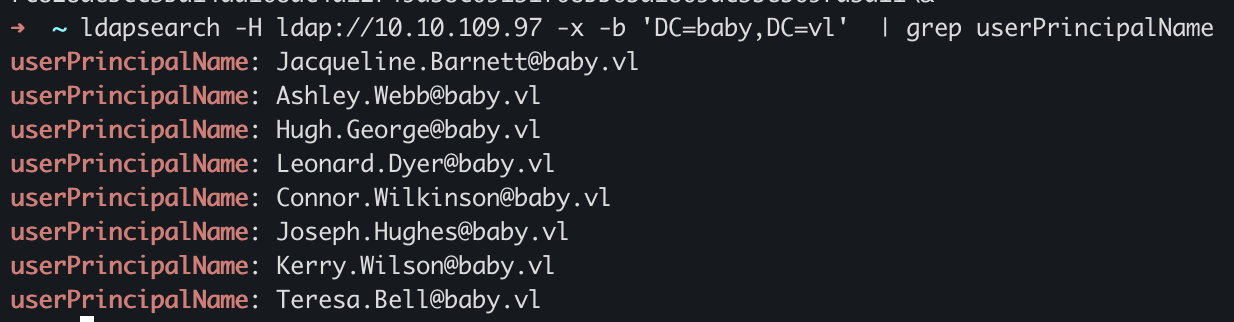 ➜  ~ ldapsearch -H ldap://10.10.109.97 -x -b 'DC=baby,DC=vl'  | grep userPrincipalName
userPrincipalName: Jacqueline.Barnett@baby.vl
userPrincipalName: Ashley.Webb@baby.vl
userPrincipalName: Hugh.George@baby.vl
userPrincipalName: Leonard.Dyer@baby.vl
userPrincipalName: Connor.Wilkinson@baby.vl
userPrincipalName: Joseph.Hughes@baby.vl
userPrincipalName: Kerry.Wilson@baby.vl
userPrincipalName: Teresa.Bell@baby.vl